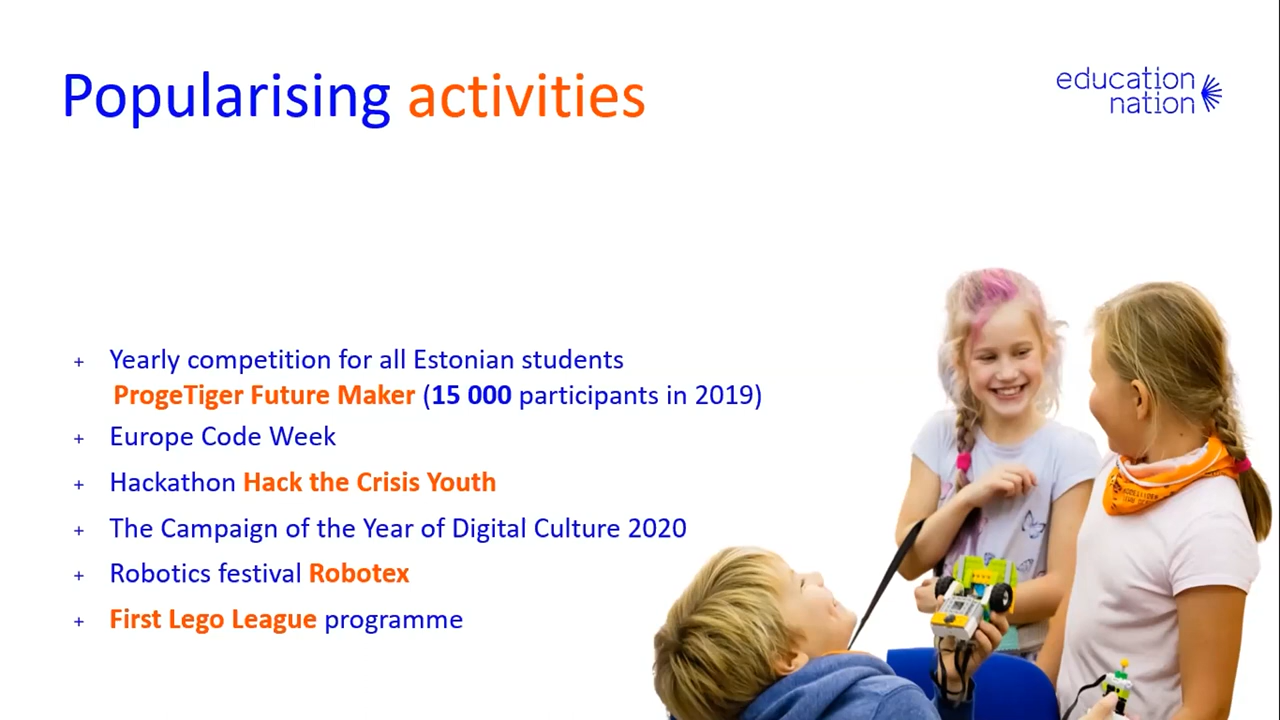 Popularising activities
education
nation
+ Yearly competition for all Estonian students
ProgeTiger Future Maker (15 000 participants in 2019)
+ Europe Code Week
+ Hackathon Hack the Crisis Youth
+ The Campaign of the Year of Digital Culture 2020
+ Robotics festival Robotex
+ First Lego League programme